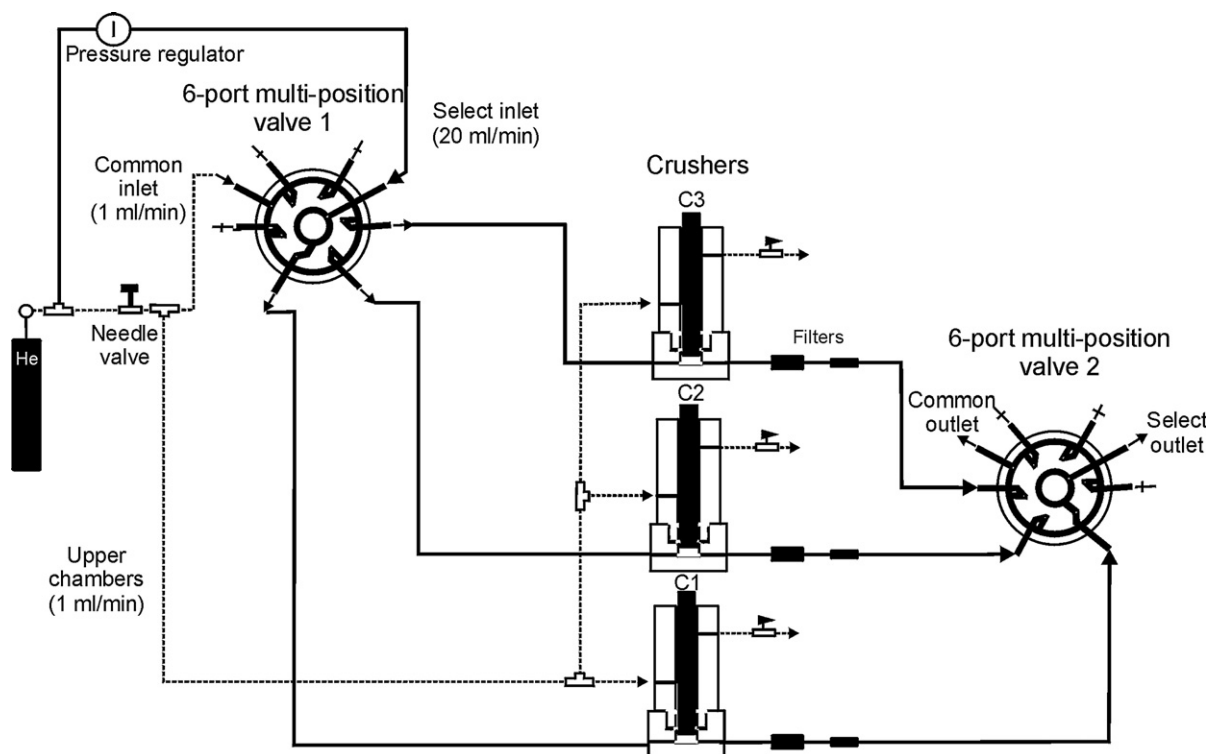 I
Pressure regulator
6-port multi-position
valve 1
Select inlet
(20 ml/min)
Common
inlet
(1 ml/min)
Crushers
C3
Needle
valve
He
Filters
6-port multi-position
valve 2
C2
Common
outlet
Select
outlet
Upper
chambers
(1 ml/min)
C1